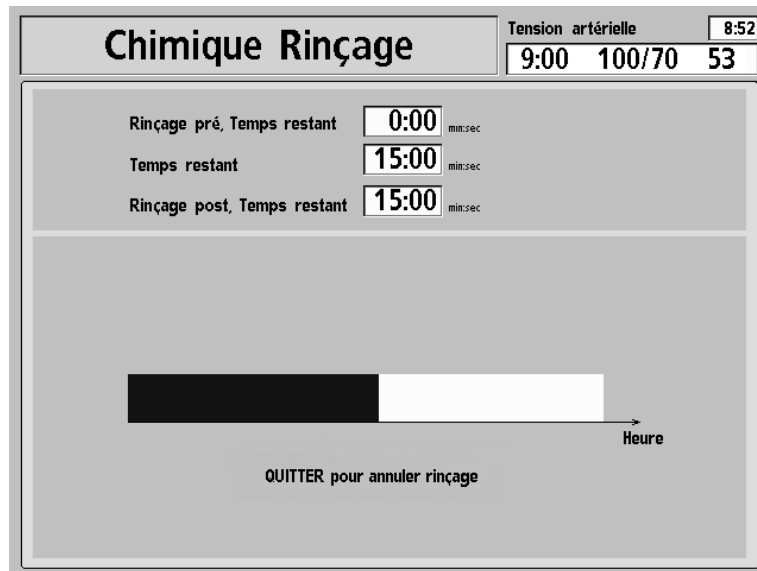 Chimique Rinçage
Tension artérielle 8:52
9:00 100/70 53
Rinçage pré, Temps restant 0:00 min:sec
Temps restant 15:00 min:sec
Rinçage post, Temps restant 15:00 min:sec
Heure
QUITTER pour annuler rinçage